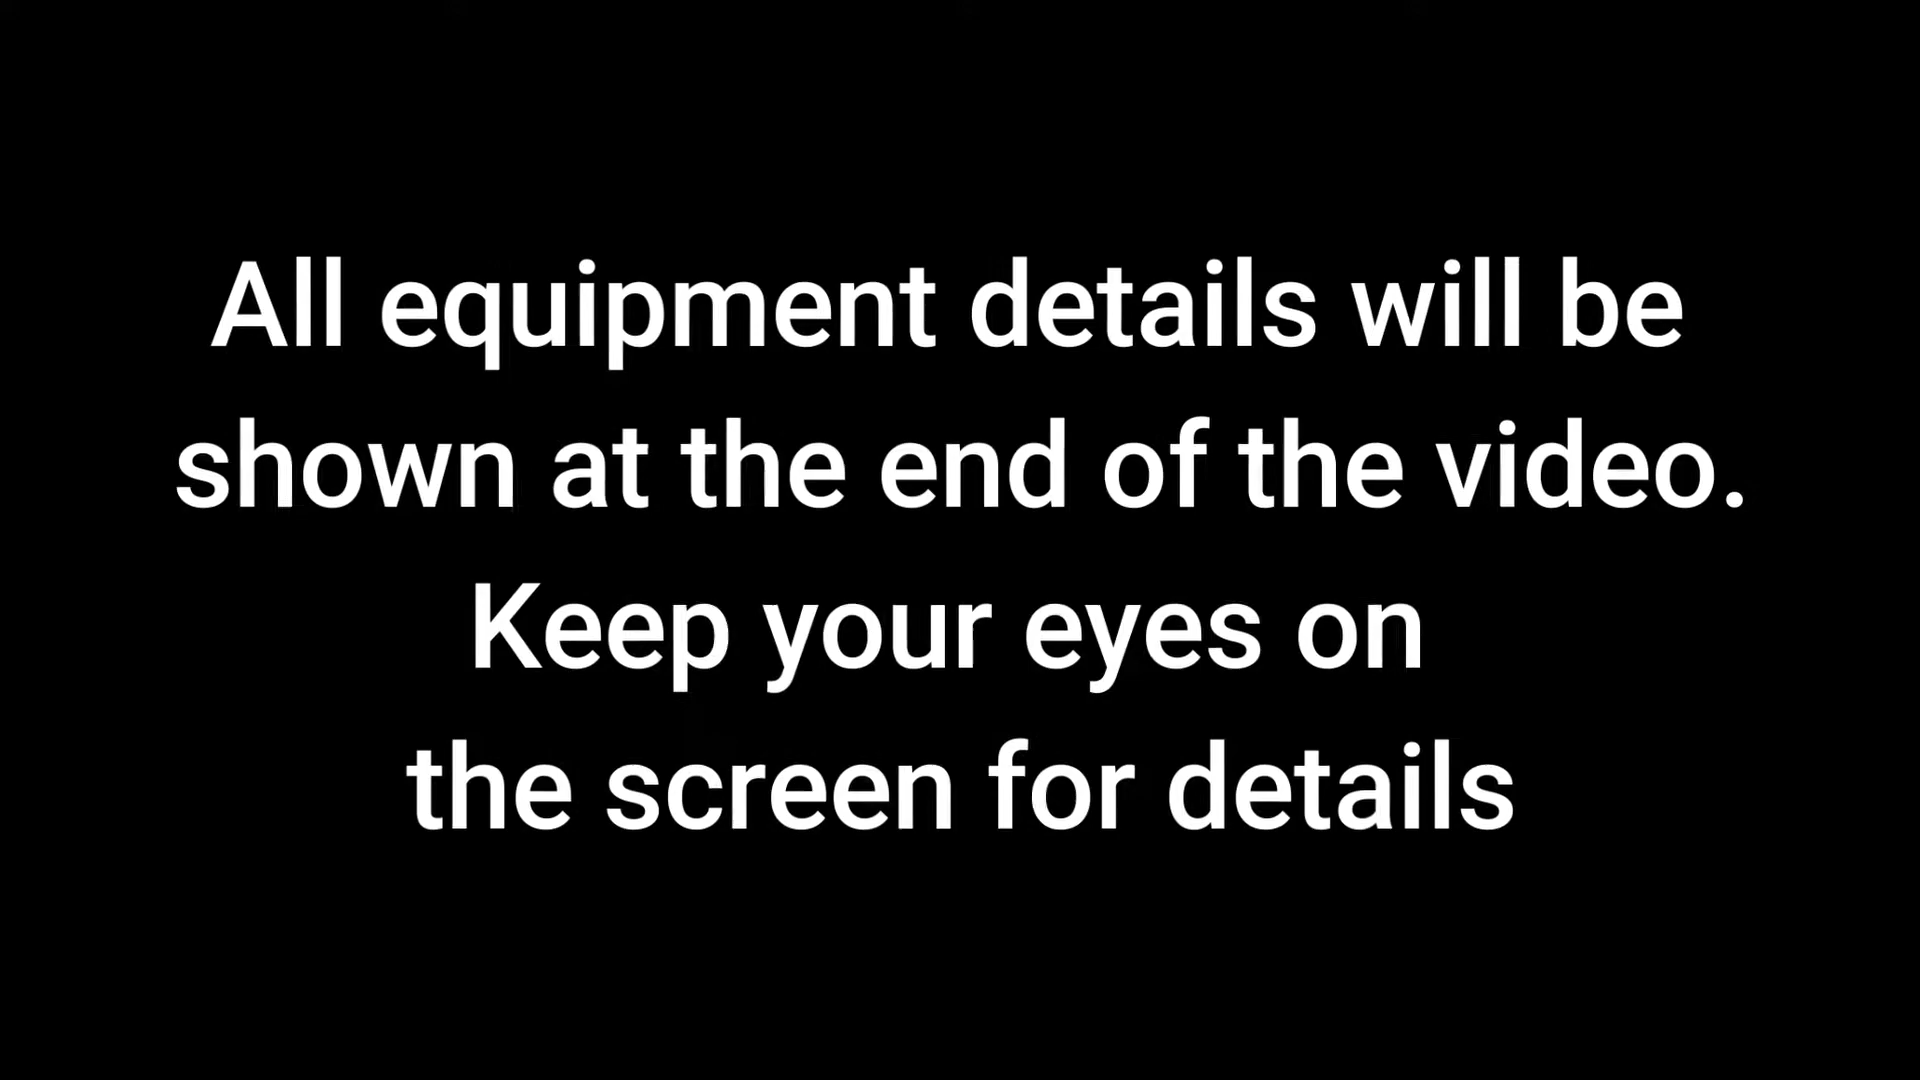 All equipment details will be
shown at the end of the video.
Keep your eyes on
the screen for details